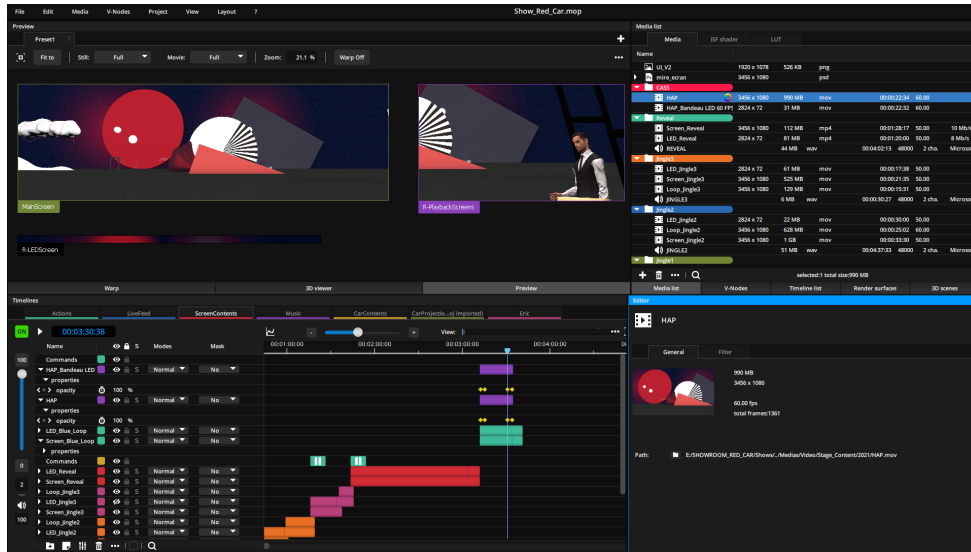 File Edit Media V-Nodes Project View Layout ? Show_Red_Car.mop
Preview
Preset1
Fit to Still: Full Movie: Full Zoom: 21.1 % Warp Off
MainScreen
R-PlaybackScreens
R-LEDScreen
Warp 3D viewer Preview
Media list
Media ISF shader LUT
Name
UI_V2 1920 x 1078 526 KB png
mire_ecran 3456 x 1080 psd
CASS
HAP 3456 x 1080 990 MB mov 00:00:22:34 60.00
HAP_Bandeau LED 60 FPS 2824 x 72 31 MB mov 00:00:22:32 60.00
Reveal
Screen_Reveal 3456 x 1080 112 MB mp4 00:01:28:17 50.00 10 Mb/s
LED_Reveal 2824 x 72 81 MB mp4 00:01:20:00 50.00 8 Mb/s
REVEAL 44 MB wav 00:04:02:13 48000 2 cha. Microso
Jingle3
LED_Jingle3 2824 x 72 61 MB mov 00:00:17:38 50.00
Screen_Jingle3 3456 x 1080 525 MB mov 00:00:21:35 50.00
Loop_Jingle3 3456 x 1080 129 MB mov 00:00:15:31 50.00
JINGLE3 6 MB wav 00:00:30:27 48000 2 cha. Microso
Jingle2
LED_Jingle2 2824 x 72 22 MB mov 00:00:30:00 50.00
Loop_Jingle2 3456 x 1080 628 MB mov 00:00:25:02 60.00
Screen_Jingle2 3456 x 1080 1 GB mov 00:00:33:30 50.00
JINGLE2 51 MB wav 00:04:37:33 48000 2 cha. Microso
Jingle1
selected:1 total size:990 MB
Media list V-Nodes Timeline list Render surfaces 3D scenes
Timelines
Actions LiveFeed ScreenContents Music CarContents CarProjectio...oj imported) Eric
ON 00:03:30:38 - + View:
Name S Modes Mask 00:01:00:00 00:02:00:00 00:03:00:00 00:04:00:00 00
100 Commands
HAP_Bandeau LED S Normal No
properties
opacity 100 %
HAP S Normal No
properties
opacity 100 %
LED_Blue_Loop S Normal No
Screen_Blue_Loop S Normal No
properties
Commands
0
LED_Reveal S Normal No
2 Screen_Reveal S Normal No
Loop_Jingle3 S Normal No
LED_Jingle3 S Normal No
Screen_Jingle3 S Normal No
100 Loop_Jingle2 S Normal No
LED_Jingle2 S Normal No
Editor
HAP
General Filter
990 MB
3456 x 1080
60.00 fps
total frames:1361
Path: E:/SHOWROOM_RED_CAR/Shows/../Medias/Video/Stage_Content/2021/HAP.mov